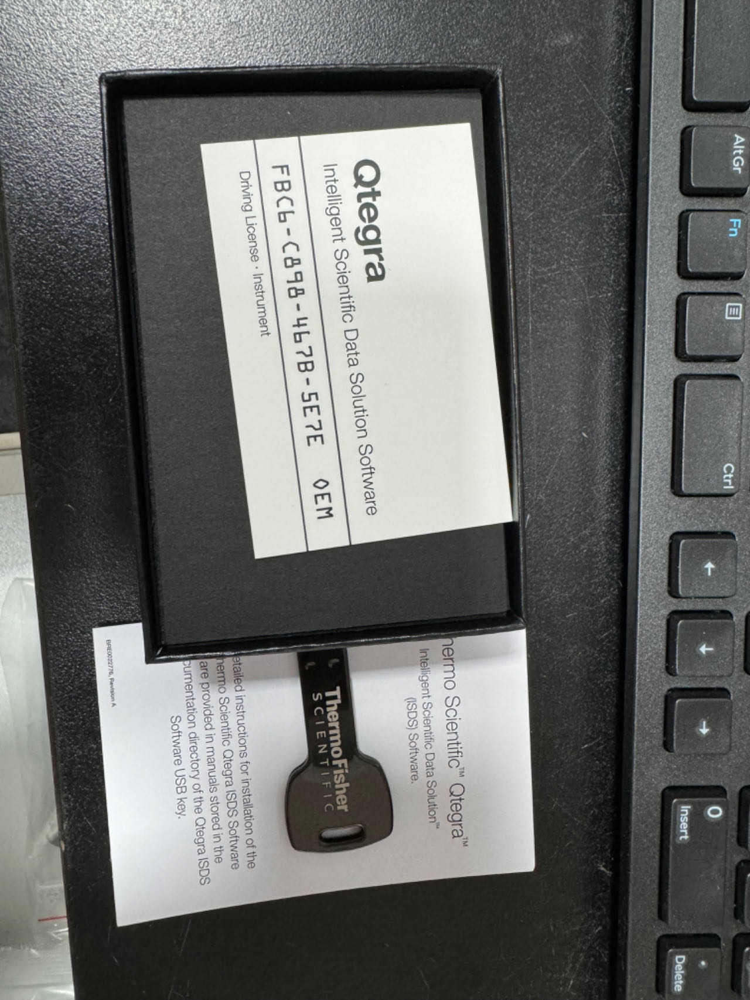 Qtegra
Intelligent Scientific Data Solution Software
FBC6-C898-467B-5E7E OEM
Driving License · Instrument
hermo Scientific™ Qtegra™
Intelligent Scientific Data Solution™
(ISDS) Software.
ThermoFisher
SCIENTIFIC
etailed instructions for installation of the
hermo Scientific Qtegra ISDS Software
are provided in manuals stored in the
cumentation directory of the Qtegra ISDS
Software USB key.
BRE0022776, Revision A
AltGr
Fn
Ctrl
←
↓
→
0
Insert
.
Delete